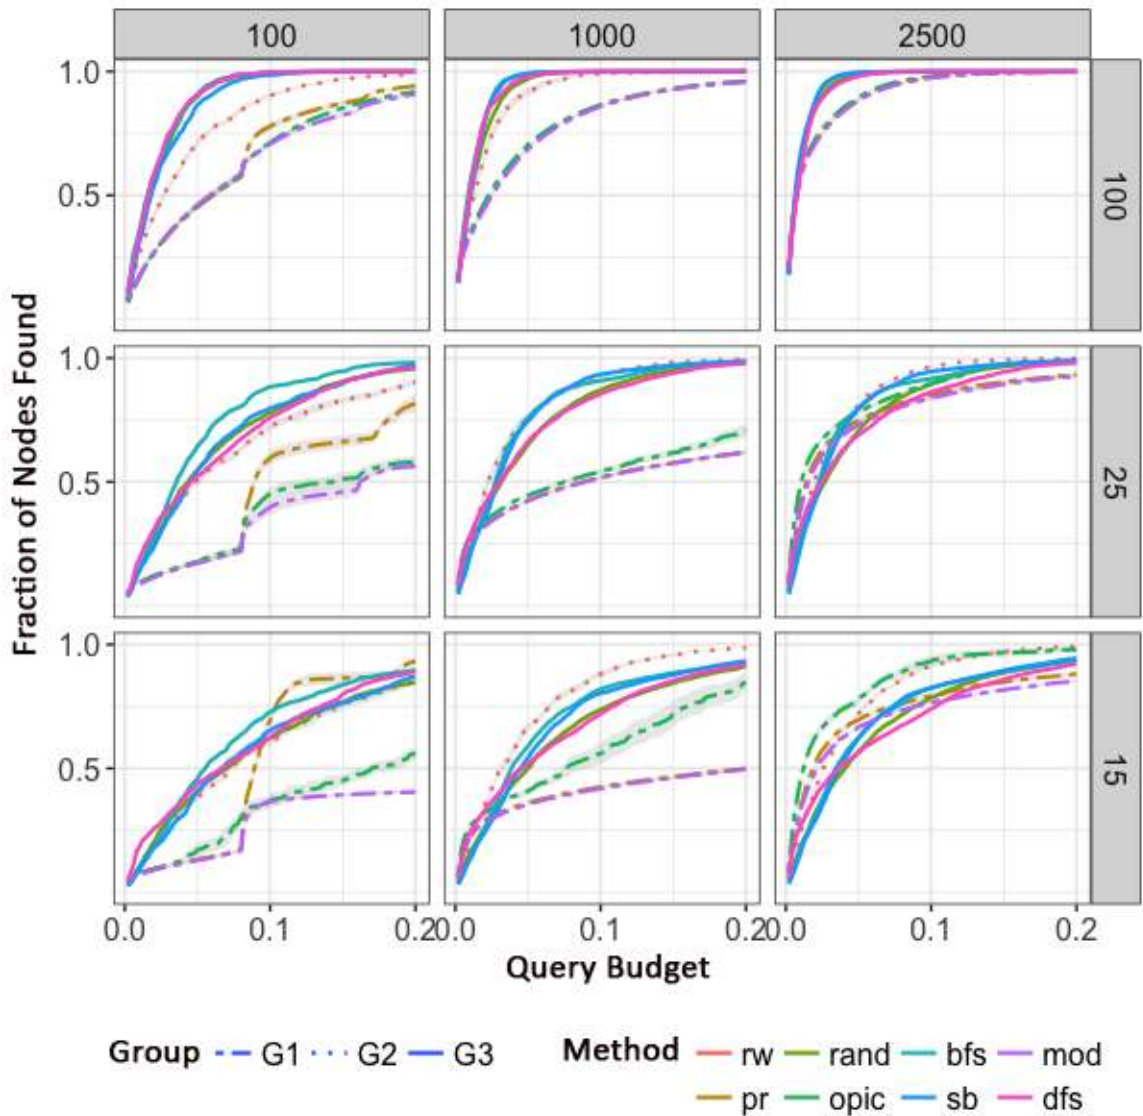 100 1000 2500
1.0
0.5
100
1.0
0.5
25
1.0
0.5
15
Fraction of Nodes Found
0.0 0.1 0.2 0.0 0.1 0.2 0.0 0.1 0.2
Query Budget
Group G1 G2 G3 Method rw rand bfs mod
pr opic sb dfs